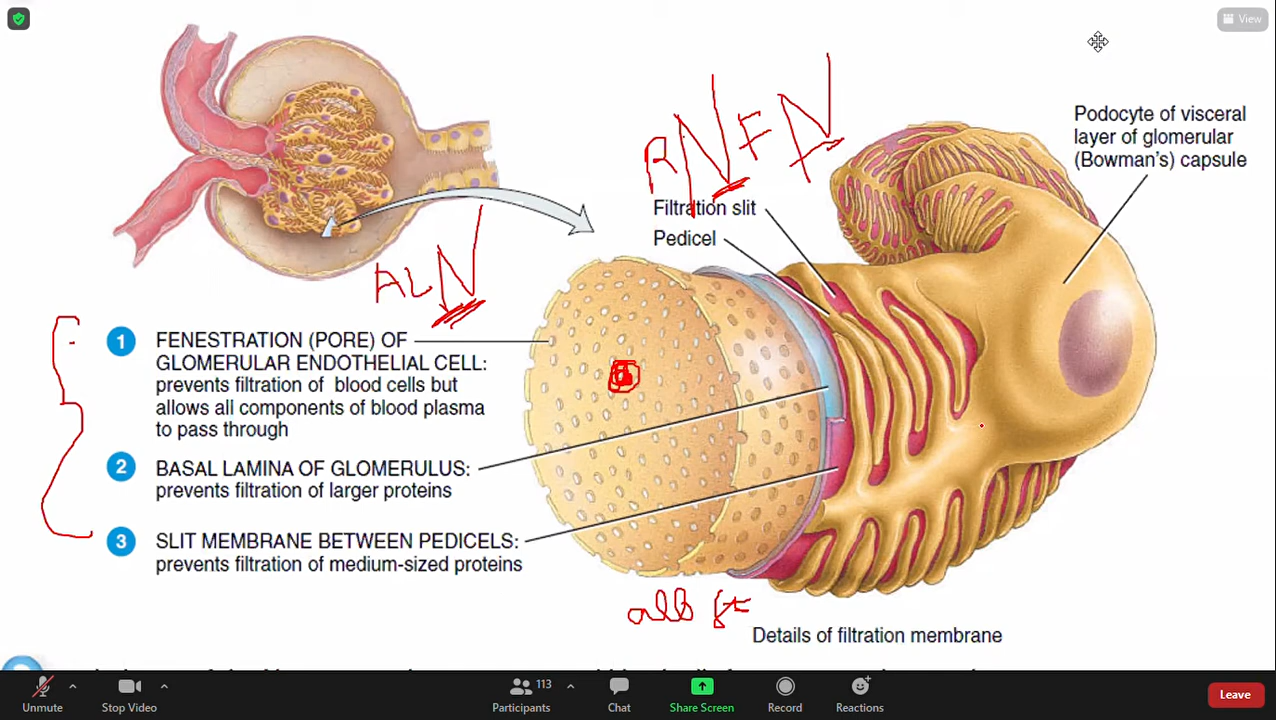 View
Podocyte of visceral
layer of glomerular
(Bowman's) capsule
Filtration slit
Pedicel
ALN
1 FENESTRATION (PORE) OF
GLOMERULAR ENDOTHELIAL CELL:
prevents filtration of blood cells but
allows all components of blood plasma
to pass through
2 BASAL LAMINA OF GLOMERULUS:
prevents filtration of larger proteins
3 SLIT MEMBRANE BETWEEN PEDICELS:
prevents filtration of medium-sized proteins
Details of filtration membrane
Unmute
Stop Video
Participants 113
Chat
Share Screen
Record
Reactions
Leave